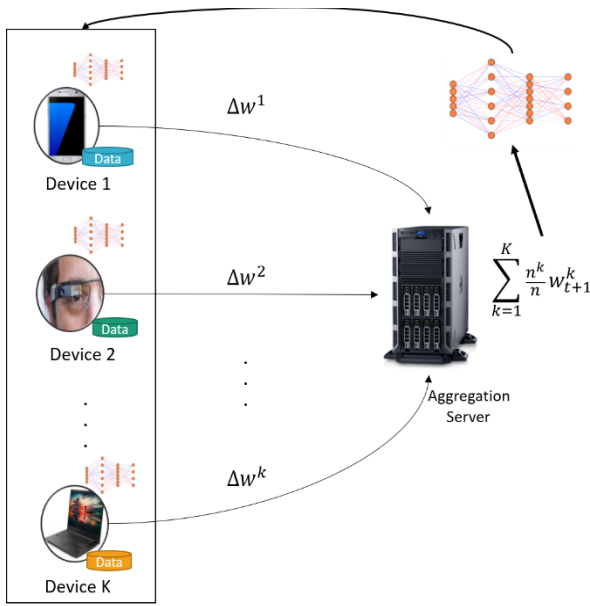 Δw¹
Data
Device 1
Δw²
Data
Device 2
Δwᵏ
Data
Device K
Aggregation
Server
∑ₖ₌₁ᴷ nᵏ/n wᵏₜ₊₁